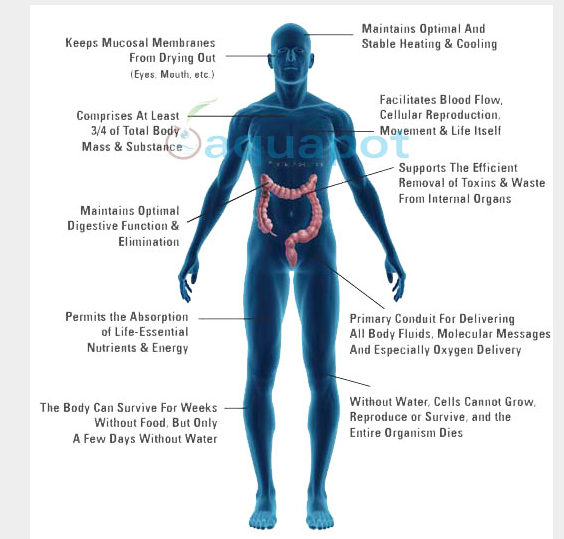 Maintains Optimal And
Stable Heating & Cooling
Keeps Mucosal Membranes
From Drying Out
(Eyes, Mouth, etc.)
Facilitates Blood Flow,
Cellular Reproduction,
Movement & Life Itself
Comprises At Least
3/4 of Total Body
Mass & Substance
aquapot
Supports The Efficient
Removal of Toxins & Waste
From Internal Organs
Maintains Optimal
Digestive Function &
Elimination
Permits the Absorption
of Life-Essential
Nutrients & Energy
Primary Conduit For Delivering
All Body Fluids, Molecular Messages
And Especially Oxygen Delivery
The Body Can Survive For Weeks
Without Food, But Only
A Few Days Without Water
Without Water, Cells Cannot Grow,
Reproduce or Survive, and the
Entire Organism Dies